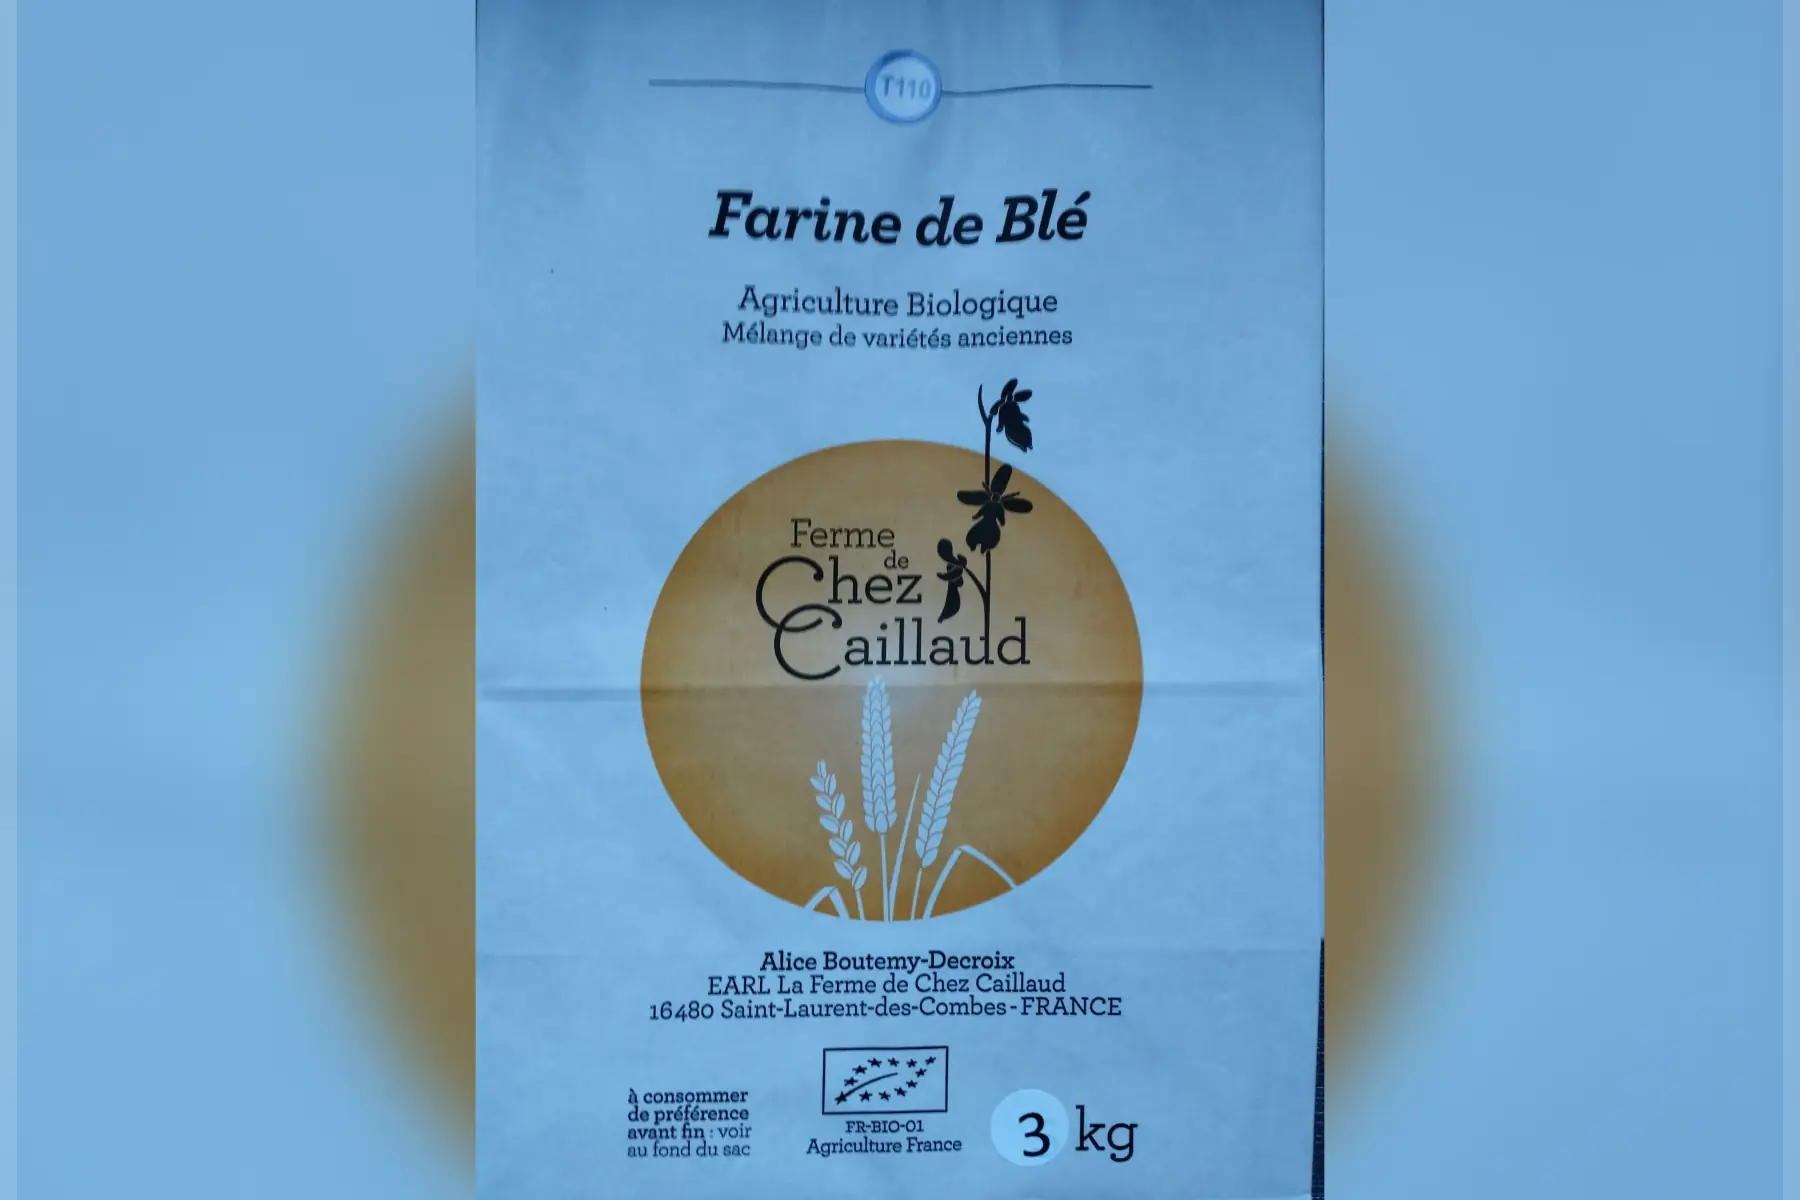 T110
Farine de Blé
Agriculture Biologique
Mélange de variétés anciennes
Ferme
de
Chez
Caillaud
Alice Boutemy-Decroix
EARL La Ferme de Chez Caillaud
16480 Saint-Laurent-des-Combes - FRANCE
à consommer
de préférence
avant fin : voir
au fond du sac
FR-BIO-01
Agriculture France
3 kg